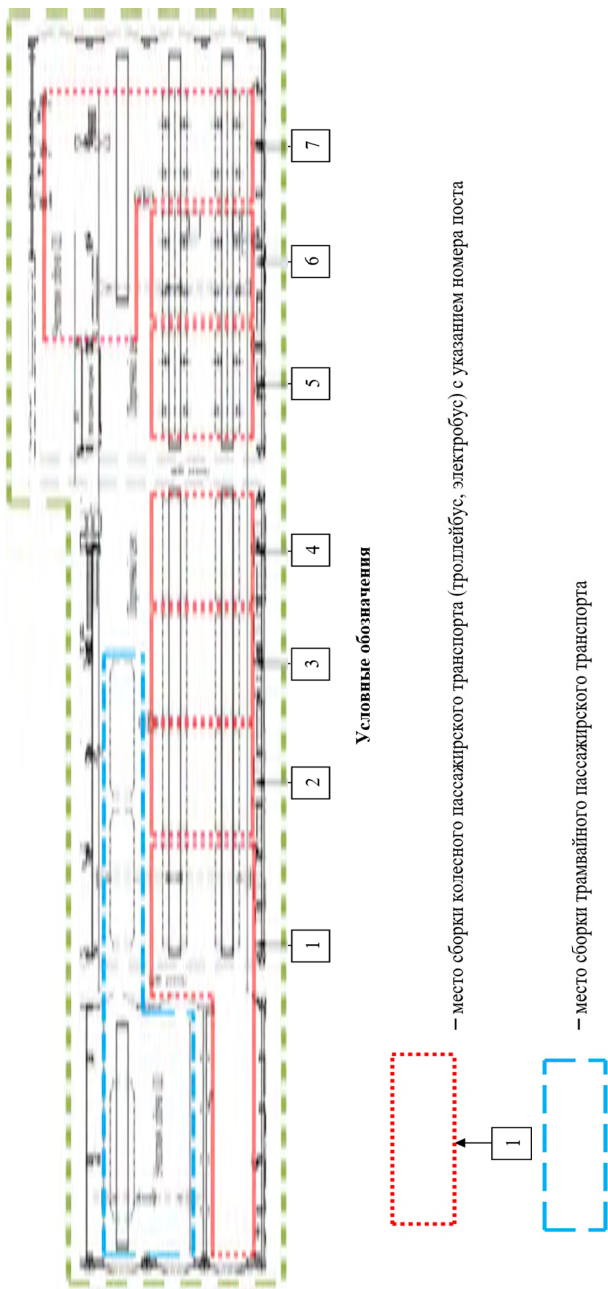 1
2
3
4
5
6
7
Условные обозначения
1
– место сборки колесного пассажирского транспорта (троллейбус, электробус) с указанием номера поста
– место сборки трамвайного пассажирского транспорта